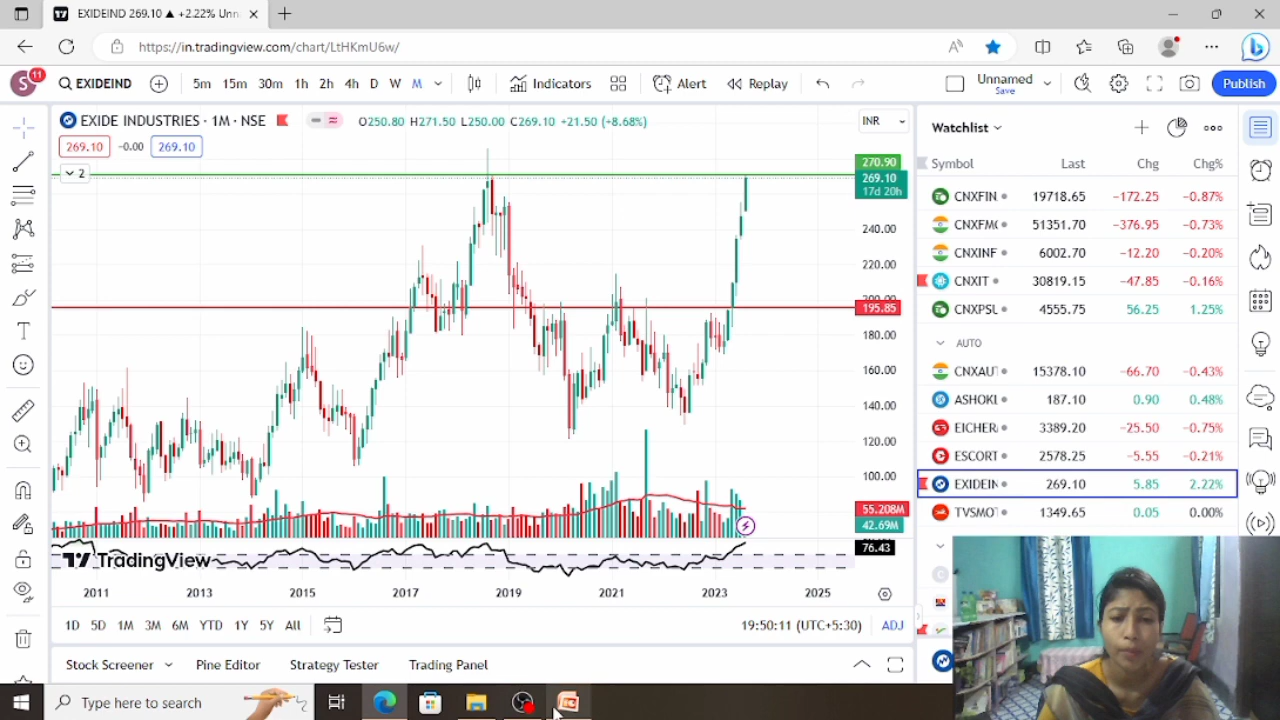 EXIDEIND 269.10 ▲ +2.22% Unn
https://in.tradingview.com/chart/LtHKmU6w/
S 11 EXIDEIND 5m 15m 30m 1h 2h 4h D W M Indicators Alert Replay Unnamed Save Publish
EXIDE INDUSTRIES · 1M · NSE O250.80 H271.50 L250.00 C269.10 +21.50 (+8.68%) INR
269.10 -0.00 269.10
2
270.90
269.10
17d 20h
240.00
220.00
195.85
180.00
160.00
140.00
120.00
100.00
55.208M
42.69M
76.43
TradingView
2011 2013 2015 2017 2019 2021 2023 2025
1D 5D 1M 3M 6M YTD 1Y 5Y All 19:50:11 (UTC+5:30) ADJ
Stock Screener Pine Editor Strategy Tester Trading Panel
Watchlist
Symbol Last Chg Chg%
CNXFIN 19718.65 −172.25 −0.87%
CNXFM 51351.70 −376.95 −0.73%
CNXINF 6002.70 −12.20 −0.20%
CNXIT 30819.15 −47.85 −0.16%
CNXPSL 4555.75 56.25 1.25%
AUTO
CNXAU 15378.10 −66.70 −0.43%
ASHOKL 187.10 0.90 0.48%
EICHER 3389.20 −25.50 −0.75%
ESCORT 2578.25 −5.55 −0.21%
EXIDEIN 269.10 5.85 2.22%
TVSMO 1349.65 0.05 0.00%
Type here to search